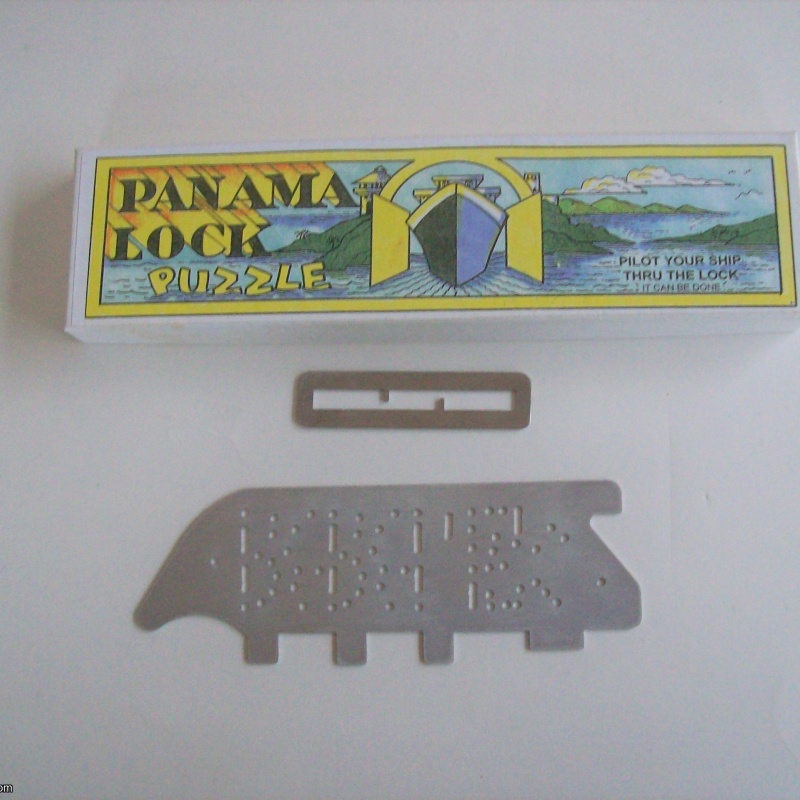 PANAMA
LOCK
PUZZLE
PILOT YOUR SHIP
THRU THE LOCK
IT CAN BE DONE